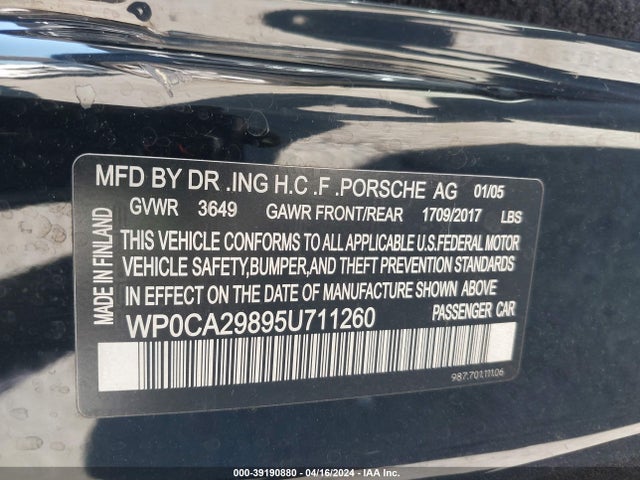 MFD BY DR .ING H.C .F .PORSCHE AG 01/05
GVWR 3649 GAWR FRONT/REAR 1709/2017 LBS
THIS VEHICLE CONFORMS TO ALL APPLICABLE U.S.FEDERAL MOTOR
VEHICLE SAFETY,BUMPER,AND THEFT PREVENTION STANDARDS
IN EFFECT ON THE DATE OF MANUFACTURE SHOWN ABOVE
WP0CA29895U711260 PASSENGER CAR
MADE IN FINLAND
987.701.111.06
000-39190880 - 04/16/2024 - IAA Inc.